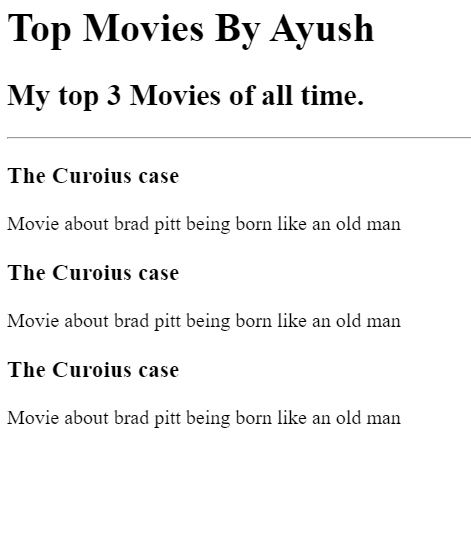 Top Movies By Ayush
My top 3 Movies of all time.
The Curoius case
Movie about brad pitt being born like an old man
The Curoius case
Movie about brad pitt being born like an old man
The Curoius case
Movie about brad pitt being born like an old man